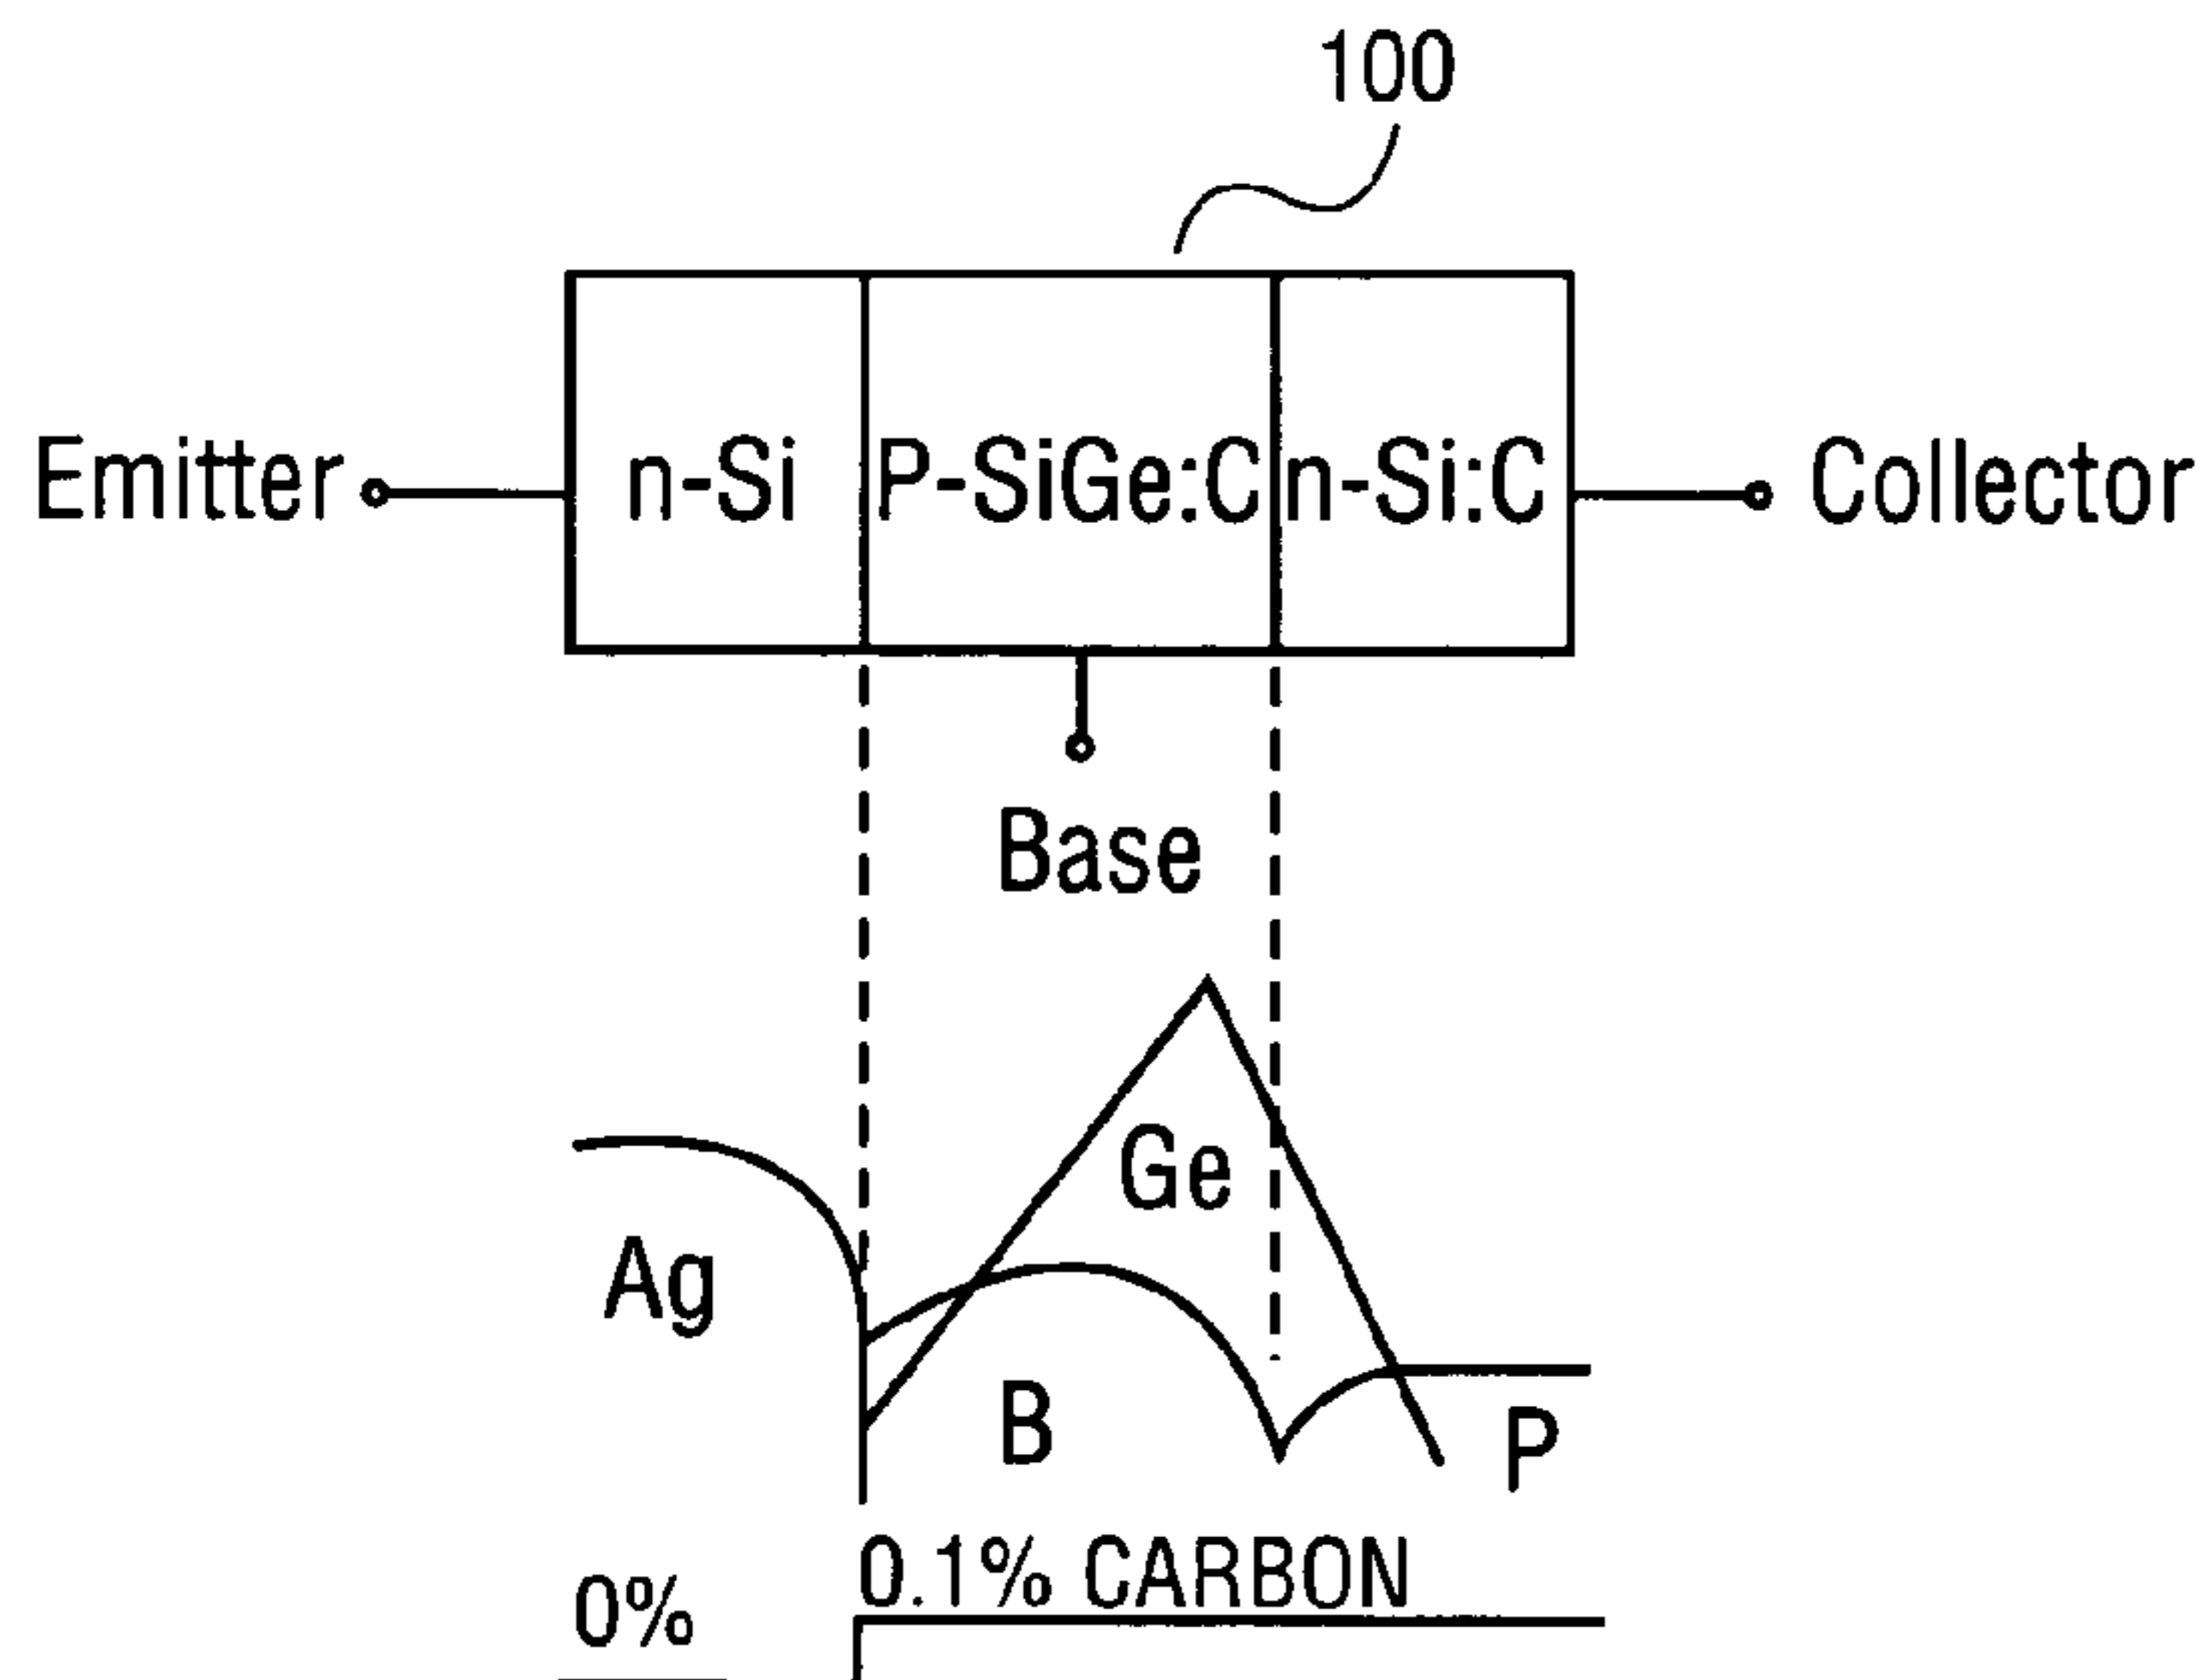 100
Emitter n-Si P-SiGe:C n-Si:C Collector
Base
Ge
Ag
B
P
0.1% CARBON
0%